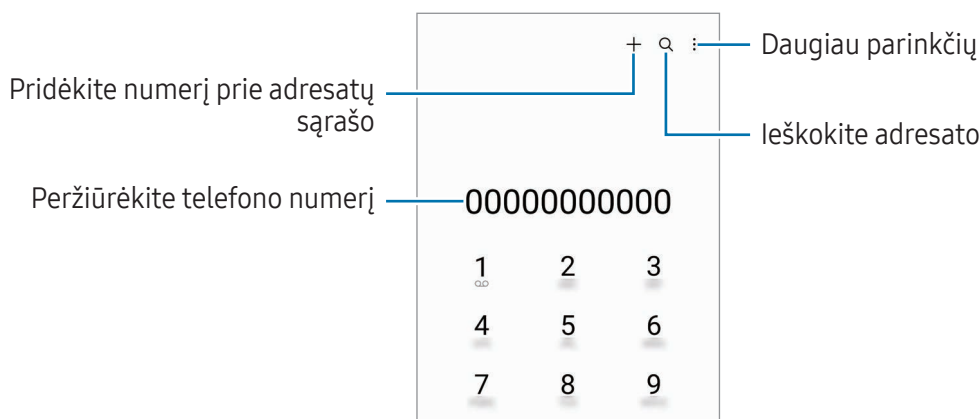 Daugiau parinkčių
Pridėkite numerį prie adresatų
sąrašo
Ieškokite adresato
Peržiūrėkite telefono numerį
00000000000
1 2 3
4 5 6
7 8 9